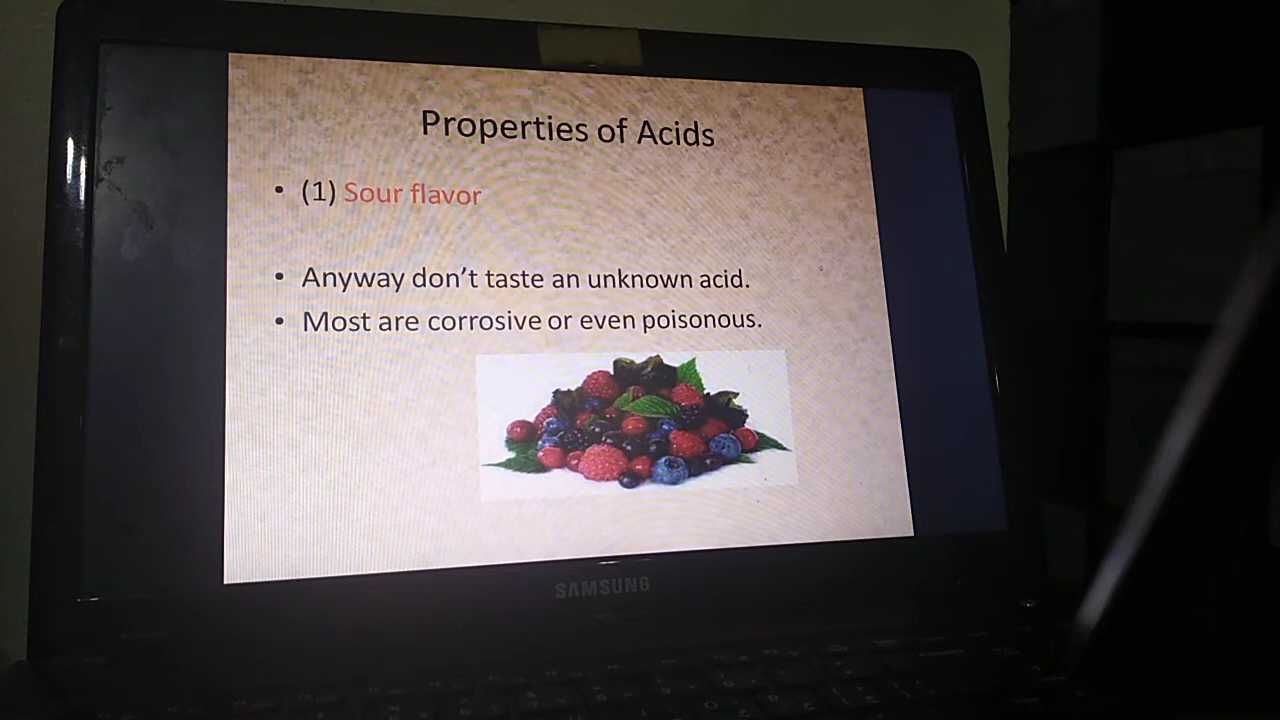 Properties of Acids
• (1) Sour flavor
• Anyway don't taste an unknown acid.
• Most are corrosive or even poisonous.
SAMSUNG